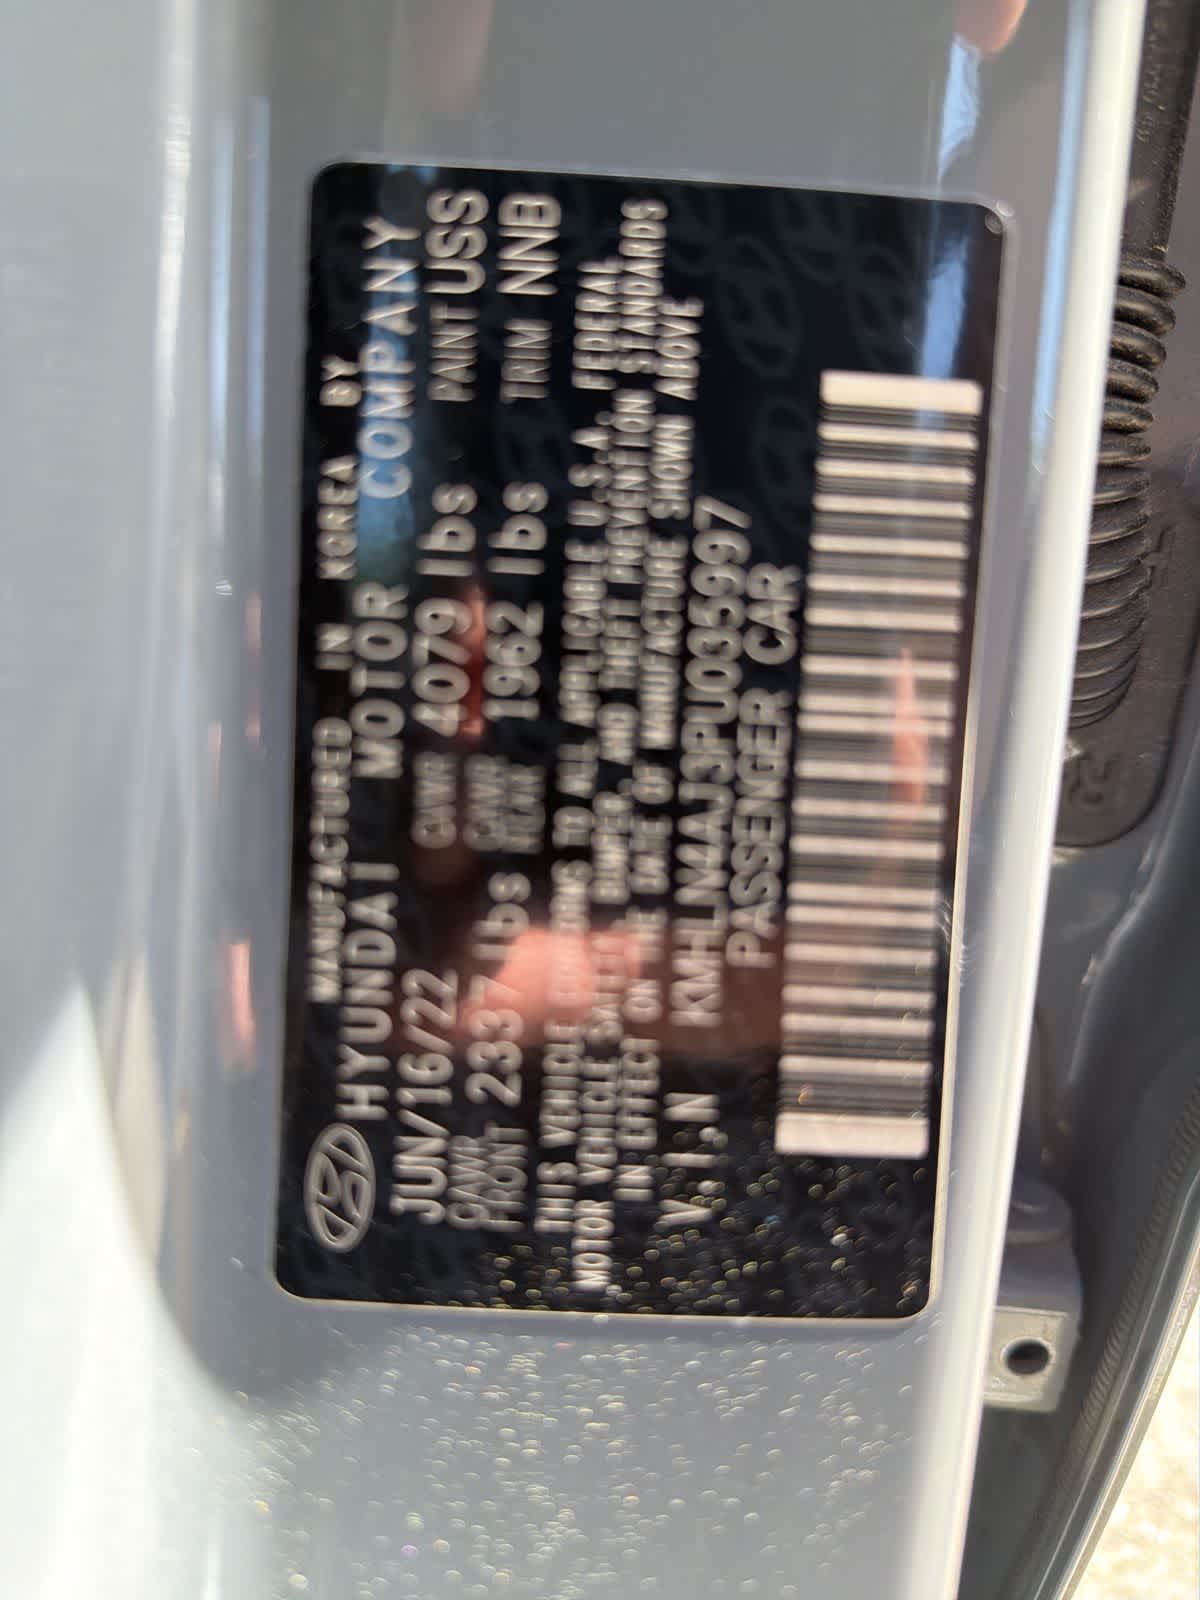 MANUFACTURED IN KOREA BY
HYUNDAI MOTOR COMPANY
JUN/16/22 GVWR 4079 lbs PAINT USS
GAWR FRONT 2337 lbs GAWR REAR 1962 lbs TRIM NNB
THIS VEHICLE CONFORMS TO ALL APPLICABLE U.S.A. FEDERAL
MOTOR VEHICLE SAFETY, BUMPER, AND THEFT PREVENTION STANDARDS
IN EFFECT ON THE DATE OF MANUFACTURE SHOWN ABOVE
V.I.N KMHLM4AJ3PU035997
PASSENGER CAR